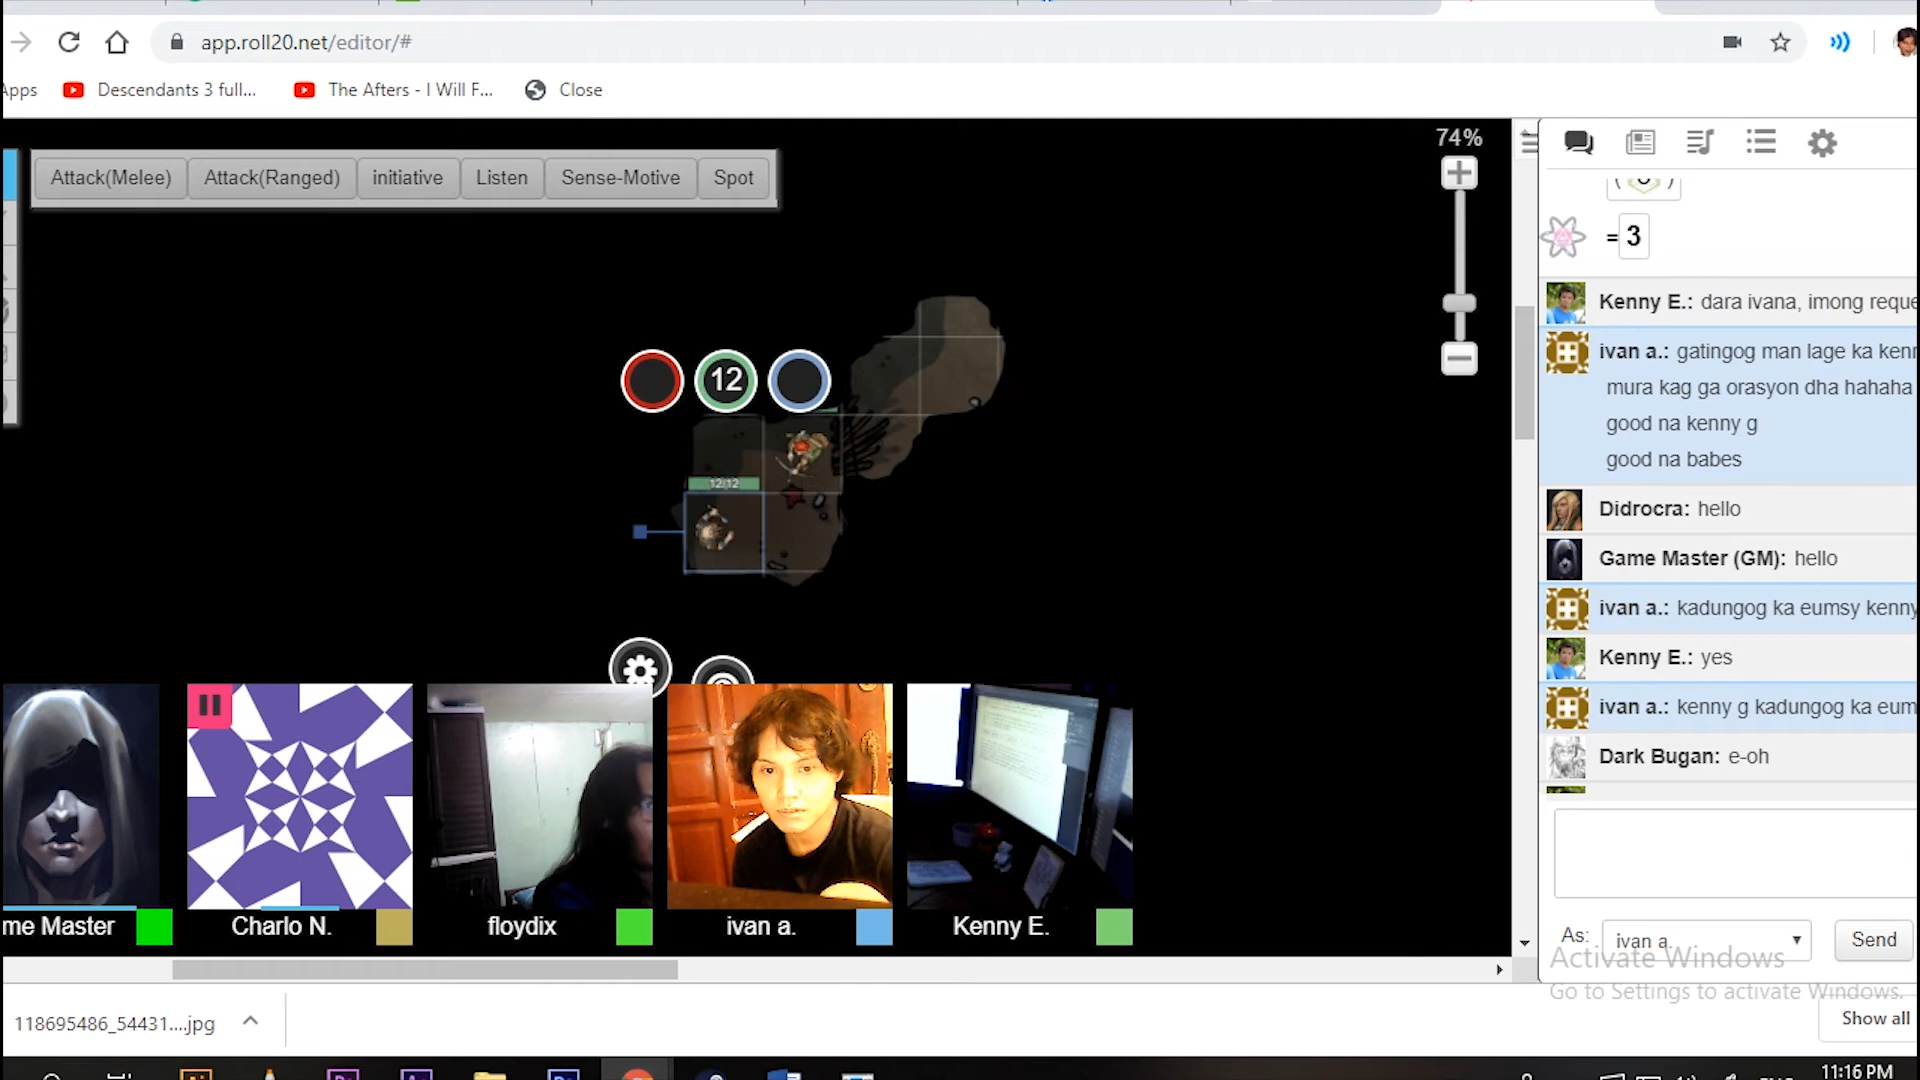 app.roll20.net/editor/#
Apps
Descendants 3 full...
The Afters - I Will F...
Close
74%
Attack(Melee)
Attack(Ranged)
initiative
Listen
Sense-Motive
Spot
= 3
Kenny E.: dara ivana, imong reque
12
ivan a.: gatingog man lage ka kenn
mura kag ga orasyon dha hahaha
good na kenny g
good na babes
12/12
Didrocra: hello
Game Master (GM): hello
ivan a.: kadungog ka eumsy kenny
Kenny E.: yes
ivan a.: kenny g kadungog ka eum
Dark Bugan: e-oh
me Master
Charlo N.
floydix
ivan a.
Kenny E.
As:
ivan a.
Send
Activate Windows
Go to Settings to activate Windows.
118695486_54431....jpg
Show all
11:16 PM